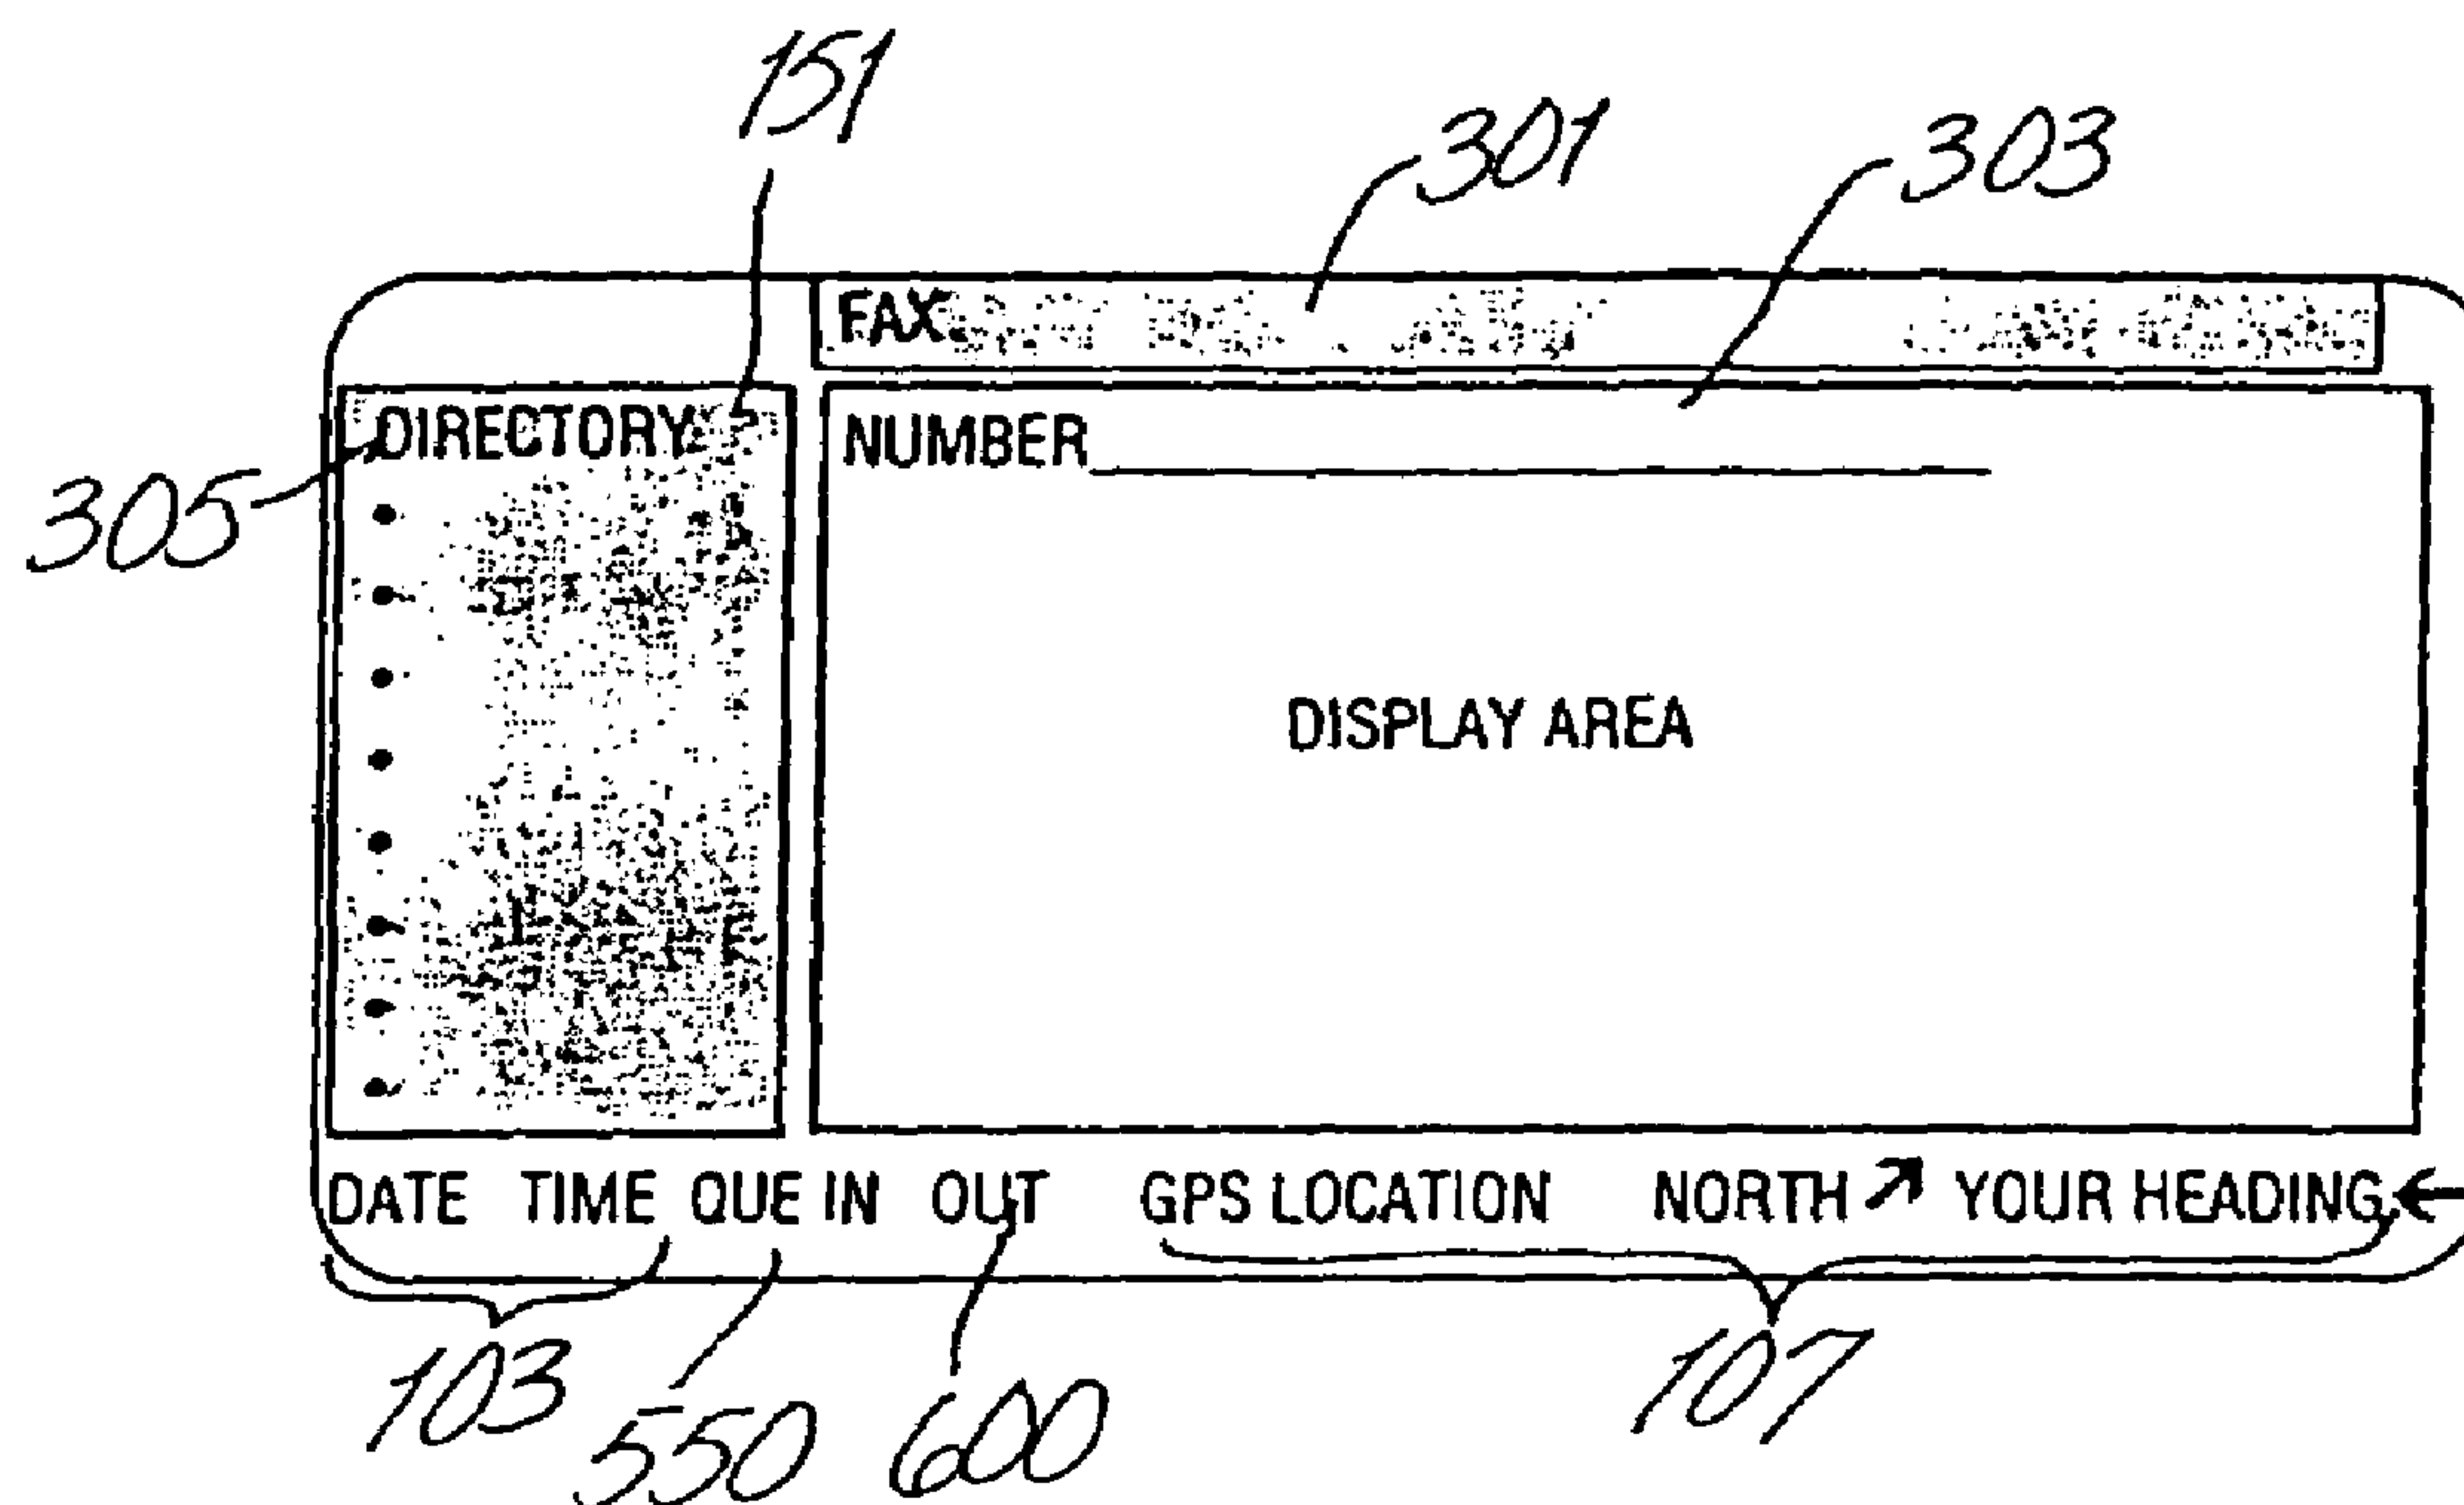 151
301
303
FAX
DIRECTORY
305
NUMBER
DISPLAY AREA
DATE TIME QUE IN OUT GPS LOCATION NORTH ↗ YOUR HEADING ←
103
550
600
107